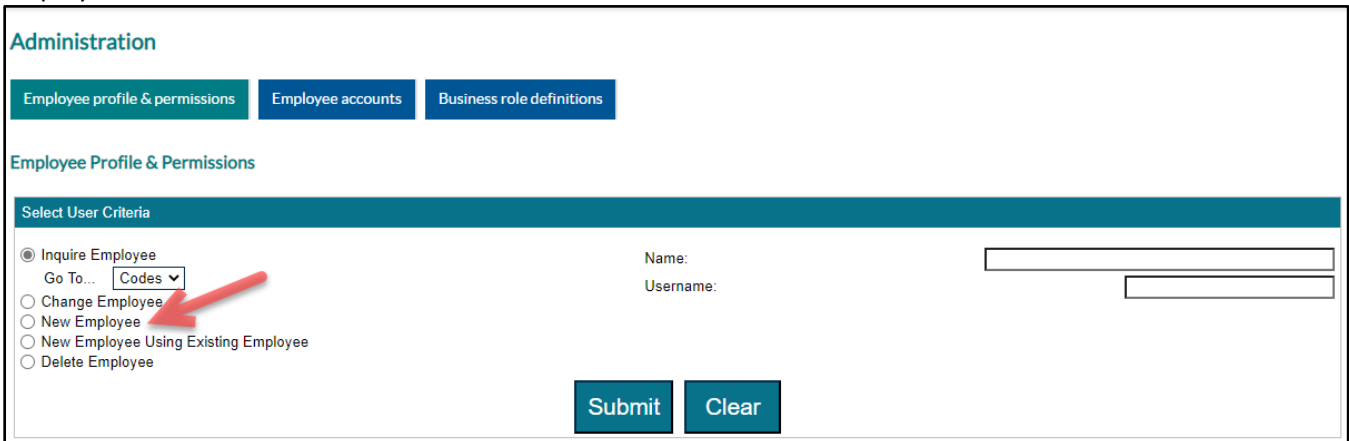 Administration
Employee profile & permissions Employee accounts Business role definitions
Employee Profile & Permissions
Select User Criteria
Inquire Employee Name:
Go To... Codes Username:
Change Employee
New Employee
New Employee Using Existing Employee
Delete Employee
Submit Clear